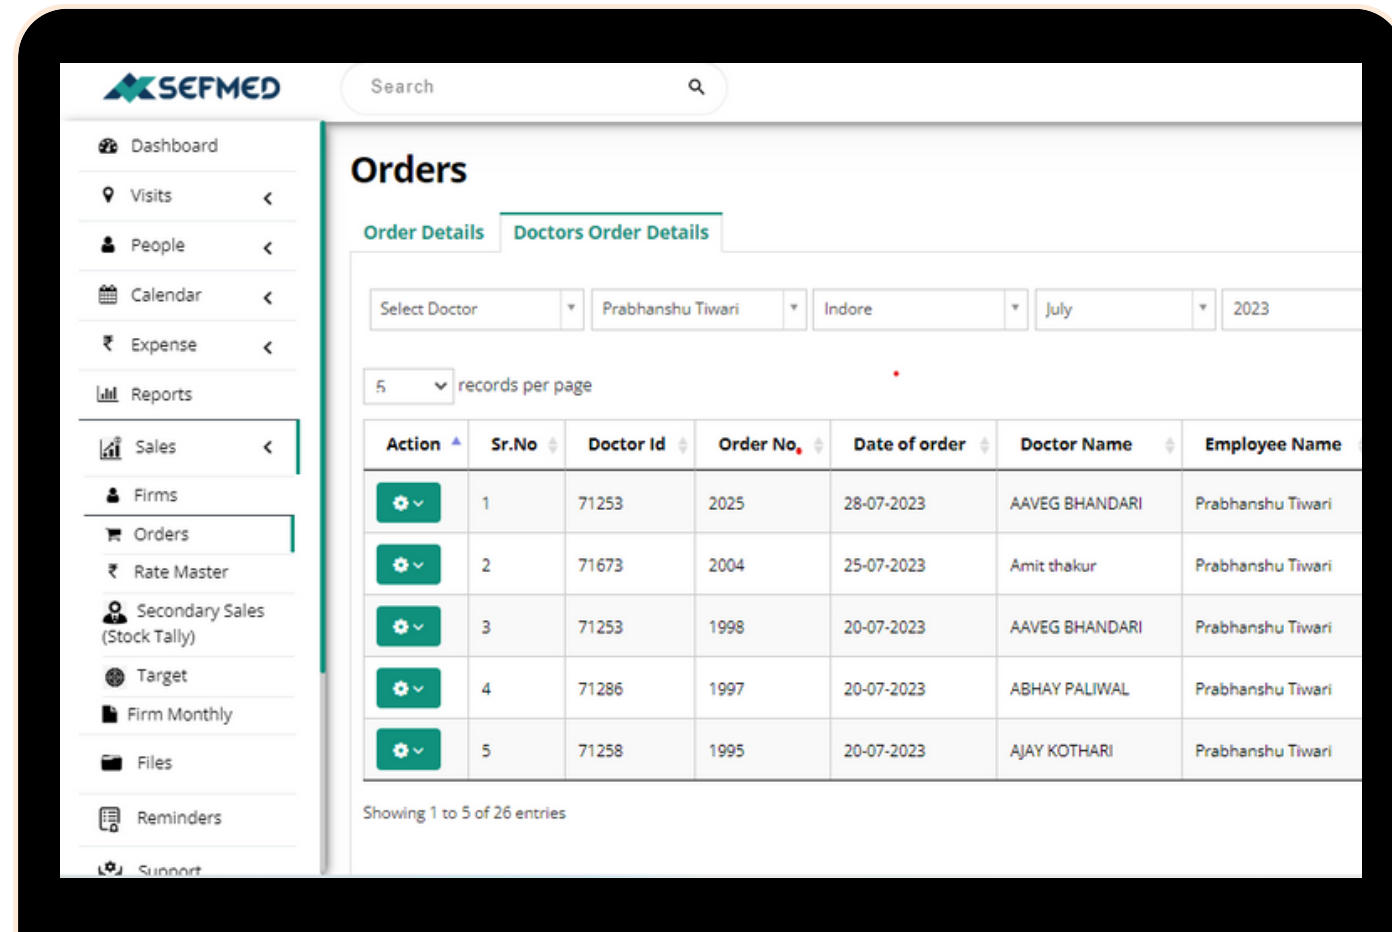 SEFMED
Search
Dashboard
Visits
People
Calendar
Expense
Reports
Sales
Firms
Orders
Rate Master
Secondary Sales
(Stock Tally)
Target
Firm Monthly
Files
Reminders
Support
Orders
Order Details Doctors Order Details
Select Doctor Prabhanshu Tiwari Indore July 2023
5 records per page
Action Sr.No Doctor Id Order No. Date of order Doctor Name Employee Name
1 71253 2025 28-07-2023 AAVEG BHANDARI Prabhanshu Tiwari
2 71673 2004 25-07-2023 Amit thakur Prabhanshu Tiwari
3 71253 1998 20-07-2023 AAVEG BHANDARI Prabhanshu Tiwari
4 71286 1997 20-07-2023 ABHAY PALIWAL Prabhanshu Tiwari
5 71258 1995 20-07-2023 AJAY KOTHARI Prabhanshu Tiwari
Showing 1 to 5 of 26 entries